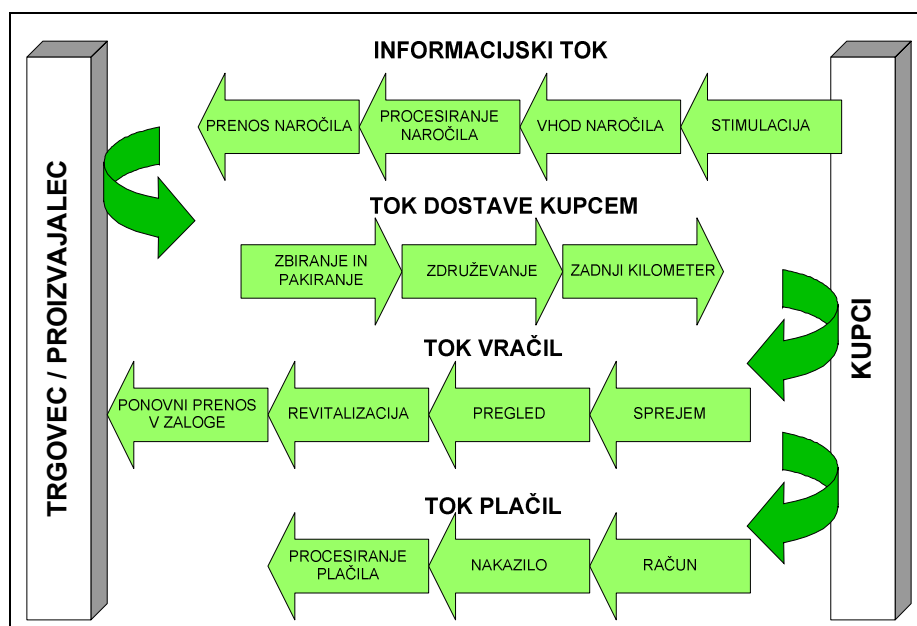 INFORMACIJSKI TOK
PRENOS NAROČILA
PROCESIRANJE
NAROČILA
VHOD NAROČILA
STIMULACIJA
TOK DOSTAVE KUPCEM
ZBIRANJE IN
PAKIRANJE
ZDRUŽEVANJE
ZADNJI KILOMETER
TOK VRAČIL
PONOVNI PRENOS
V ZALOGE
REVITALIZACIJA
PREGLED
SPREJEM
TOK PLAČIL
PROCESIRANJE
PLAČILA
NAKAZILO
RAČUN
TRGOVEC / PROIZVAJALEC
KUPCI